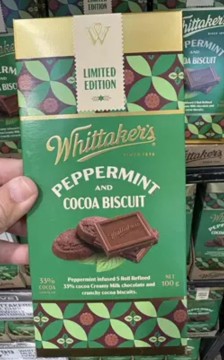 W
LIMITED
EDITION
Whittaker's
SINCE 1896
PEPPERMINT
AND
COCOA BISCUIT
33%
COCOA
Peppermint Infused 5 Roll Refined
33% cocoa Creamy Milk chocolate and
crunchy cocoa biscuits.
NET
100g